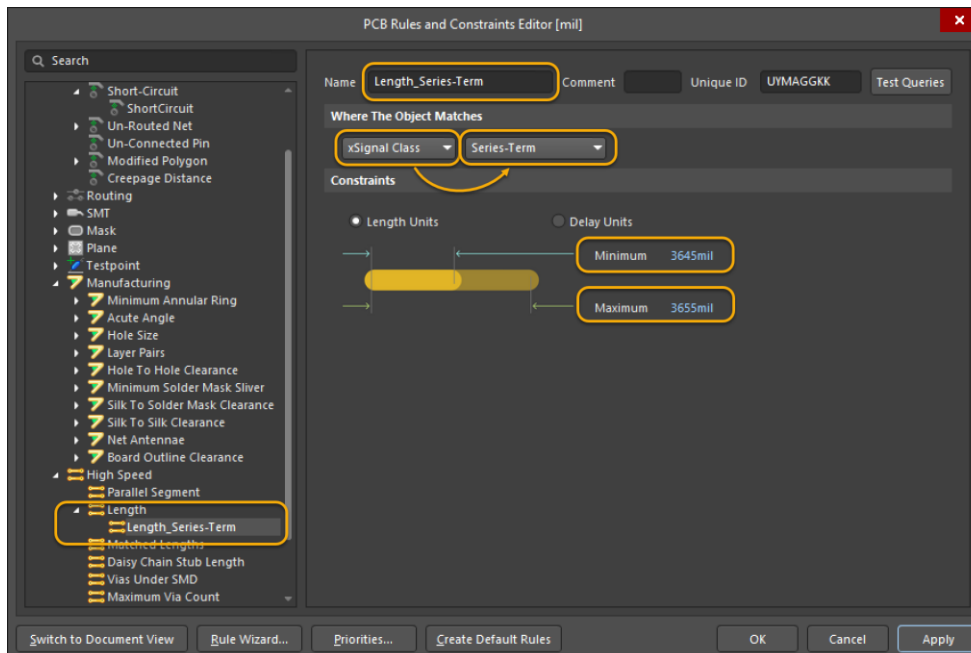 PCB Rules and Constraints Editor [mil]
Search
Short-Circuit
ShortCircuit
Un-Routed Net
Un-Connected Pin
Modified Polygon
Creepage Distance
Routing
SMT
Mask
Plane
Testpoint
Manufacturing
Minimum Annular Ring
Acute Angle
Hole Size
Layer Pairs
Hole To Hole Clearance
Minimum Solder Mask Sliver
Silk To Solder Mask Clearance
Silk To Silk Clearance
Net Antennae
Board Outline Clearance
High Speed
Parallel Segment
Length
Length_Series-Term
Matched Lengths
Daisy Chain Stub Length
Vias Under SMD
Maximum Via Count
Name Length_Series-Term Comment Unique ID UYMAGGKK Test Queries
Where The Object Matches
xSignal Class Series-Term
Constraints
Length Units Delay Units
Minimum 3645mil
Maximum 3655mil
Switch to Document View Rule Wizard... Priorities... Create Default Rules OK Cancel Apply